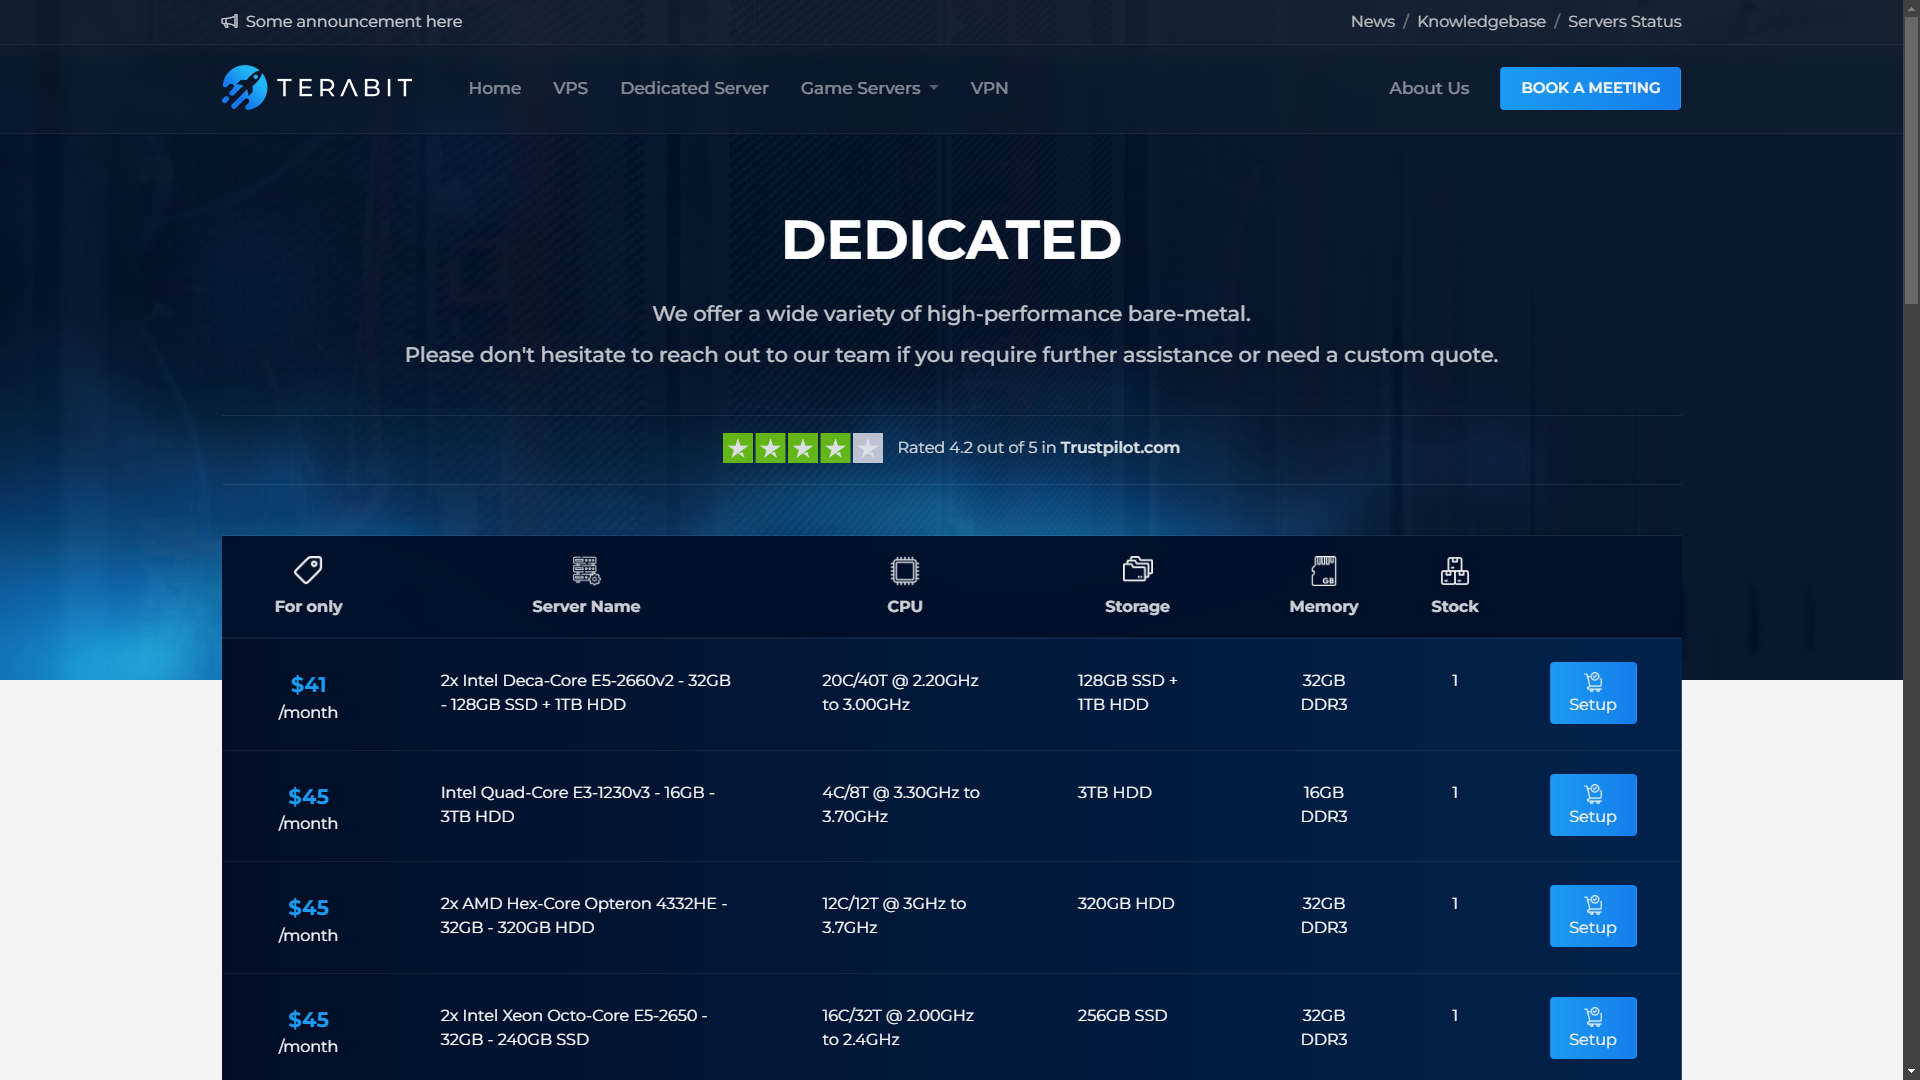 Some announcement here
News / Knowledgebase / Servers Status
TERABIT
Home
VPS
Dedicated Server
Game Servers
VPN
About Us
BOOK A MEETING
DEDICATED
We offer a wide variety of high-performance bare-metal.
Please don't hesitate to reach out to our team if you require further assistance or need a custom quote.
Rated 4.2 out of 5 in Trustpilot.com
GB
For only
Server Name
CPU
Storage
Memory
Stock
$41
/month
2x Intel Deca-Core E5-2660v2 - 32GB
- 128GB SSD + 1TB HDD
20C/40T @ 2.20GHz
to 3.00GHz
128GB SSD +
1TB HDD
32GB
DDR3
1
Setup
$45
/month
Intel Quad-Core E3-1230v3 - 16GB -
3TB HDD
4C/8T @ 3.30GHz to
3.70GHz
3TB HDD
16GB
DDR3
1
Setup
$45
/month
2x AMD Hex-Core Opteron 4332HE -
32GB - 320GB HDD
12C/12T @ 3GHz to
3.7GHz
320GB HDD
32GB
DDR3
1
Setup
$45
/month
2x Intel Xeon Octo-Core E5-2650 -
32GB - 240GB SSD
16C/32T @ 2.00GHz
to 2.4GHz
256GB SSD
32GB
DDR3
1
Setup